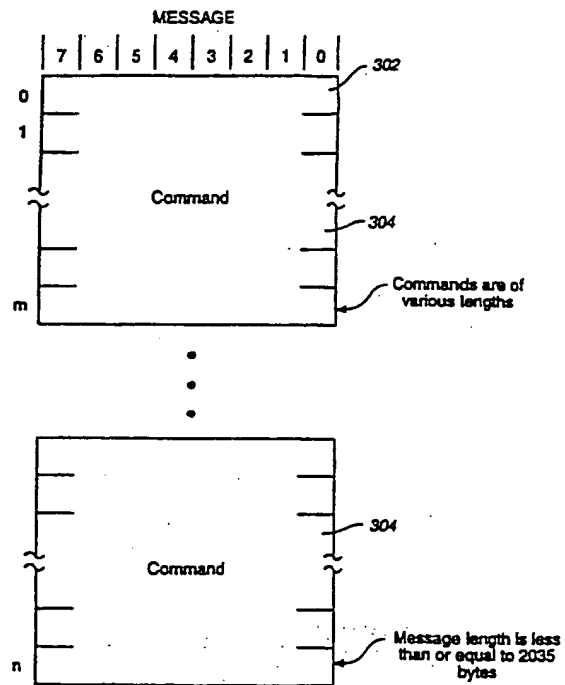 MESSAGE
7 6 5 4 3 2 1 0
302
0
1
Command
304
m
Commands are of
various lengths
304
Command
n
Message length is less
than or equal to 2035
bytes